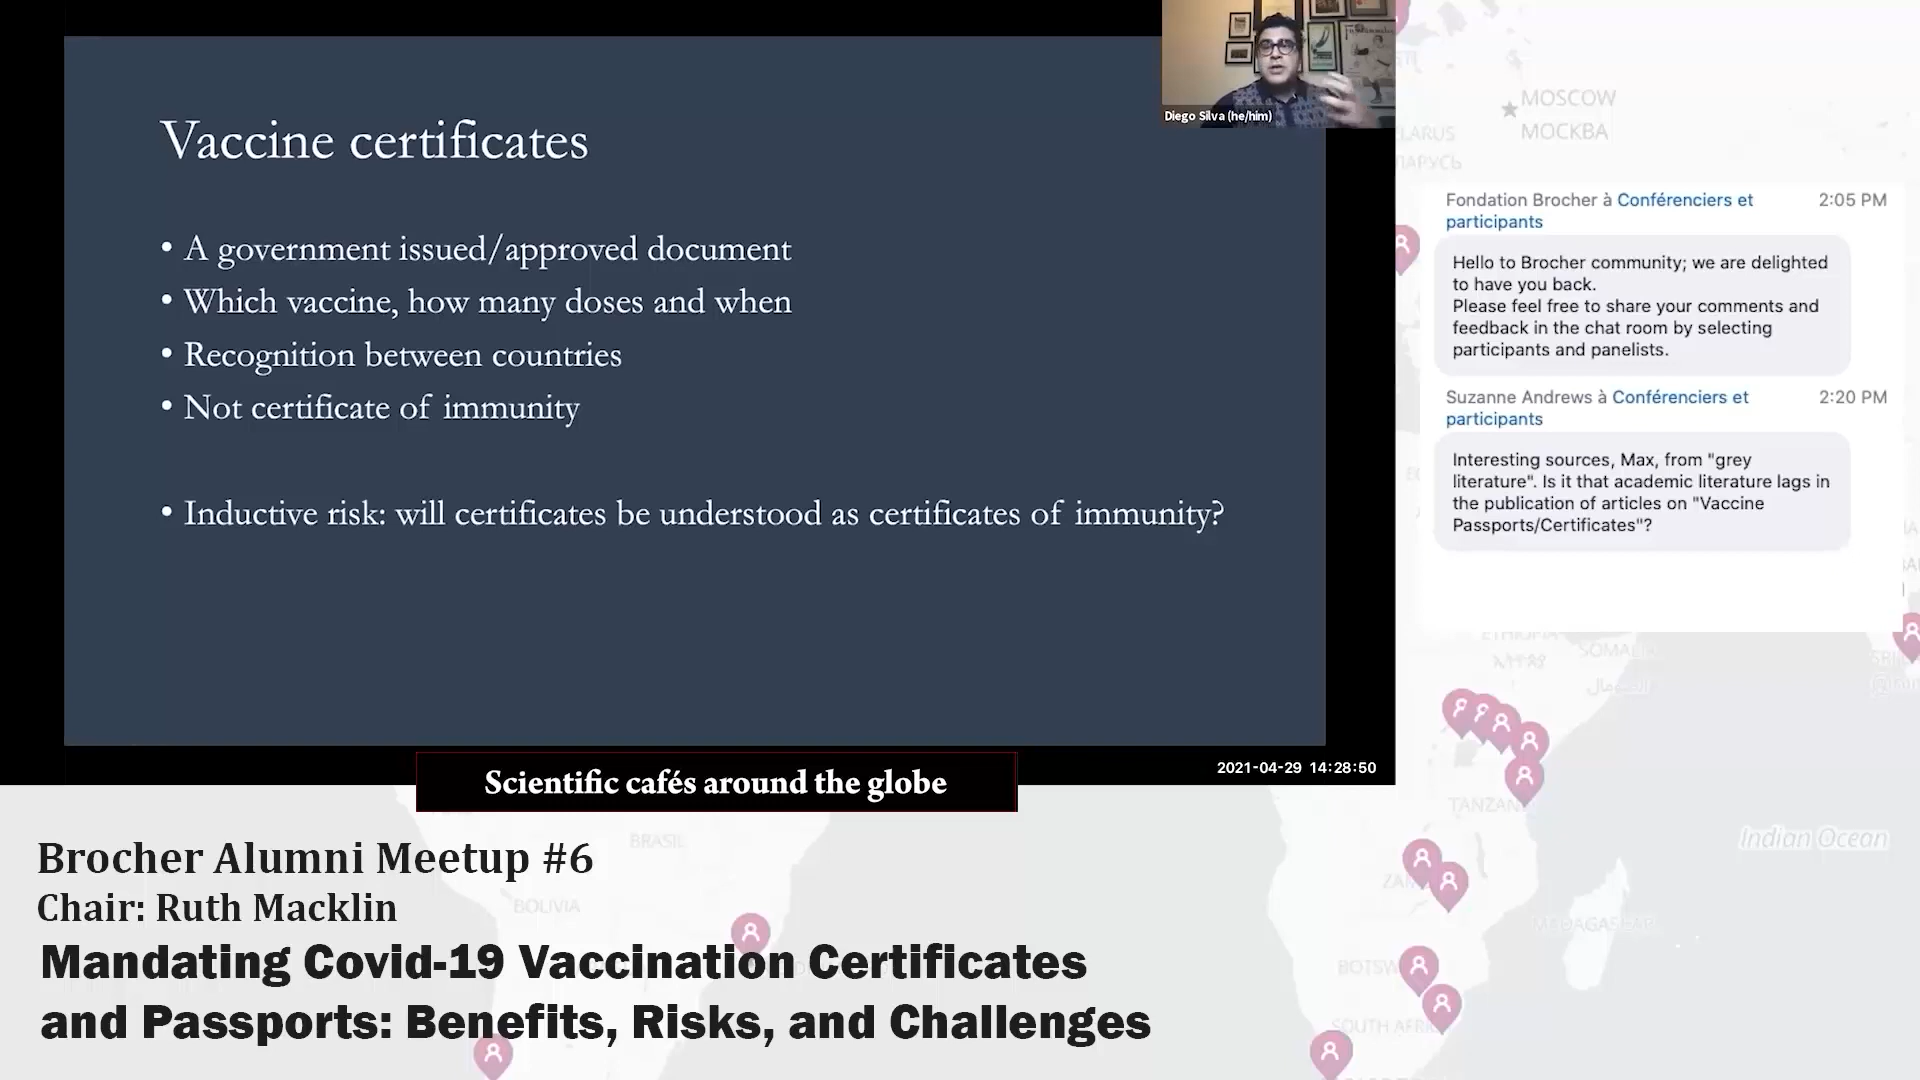 Vaccine certificates
• A government issued/approved document
• Which vaccine, how many doses and when
• Recognition between countries
• Not certificate of immunity
• Inductive risk: will certificates be understood as certificates of immunity?
Diego Silva (he/him)
2021-04-29 14:28:50
Scientific cafés around the globe
Brocher Alumni Meetup #6
Chair: Ruth Macklin
Mandating Covid-19 Vaccination Certificates
and Passports: Benefits, Risks, and Challenges
Fondation Brocher à Conférenciers et
participants
2:05 PM
Hello to Brocher community; we are delighted
to have you back.
Please feel free to share your comments and
feedback in the chat room by selecting
participants and panelists.
Suzanne Andrews à Conférenciers et
participants
2:20 PM
Interesting sources, Max, from "grey
literature". Is it that academic literature lags in
the publication of articles on "Vaccine
Passports/Certificates"?
MOSCOW
МОСКВА
BRASIL
BOLIVIA
MADAGASCAR
Indian Ocean